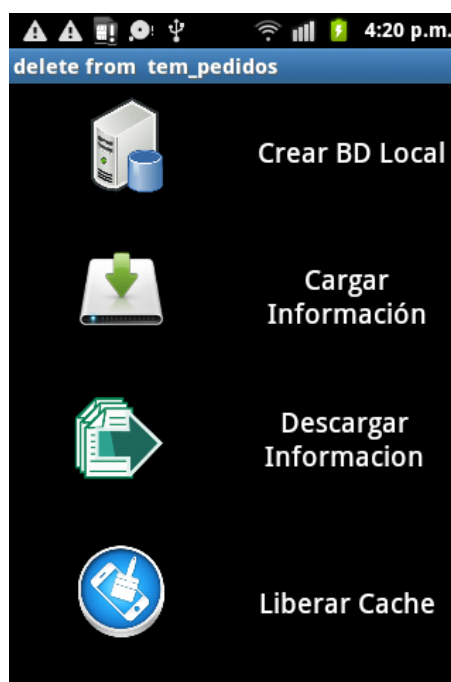 4:20 p.m.
delete from tem_pedidos
Crear BD Local
Cargar
Información
Descargar
Informacion
Liberar Cache